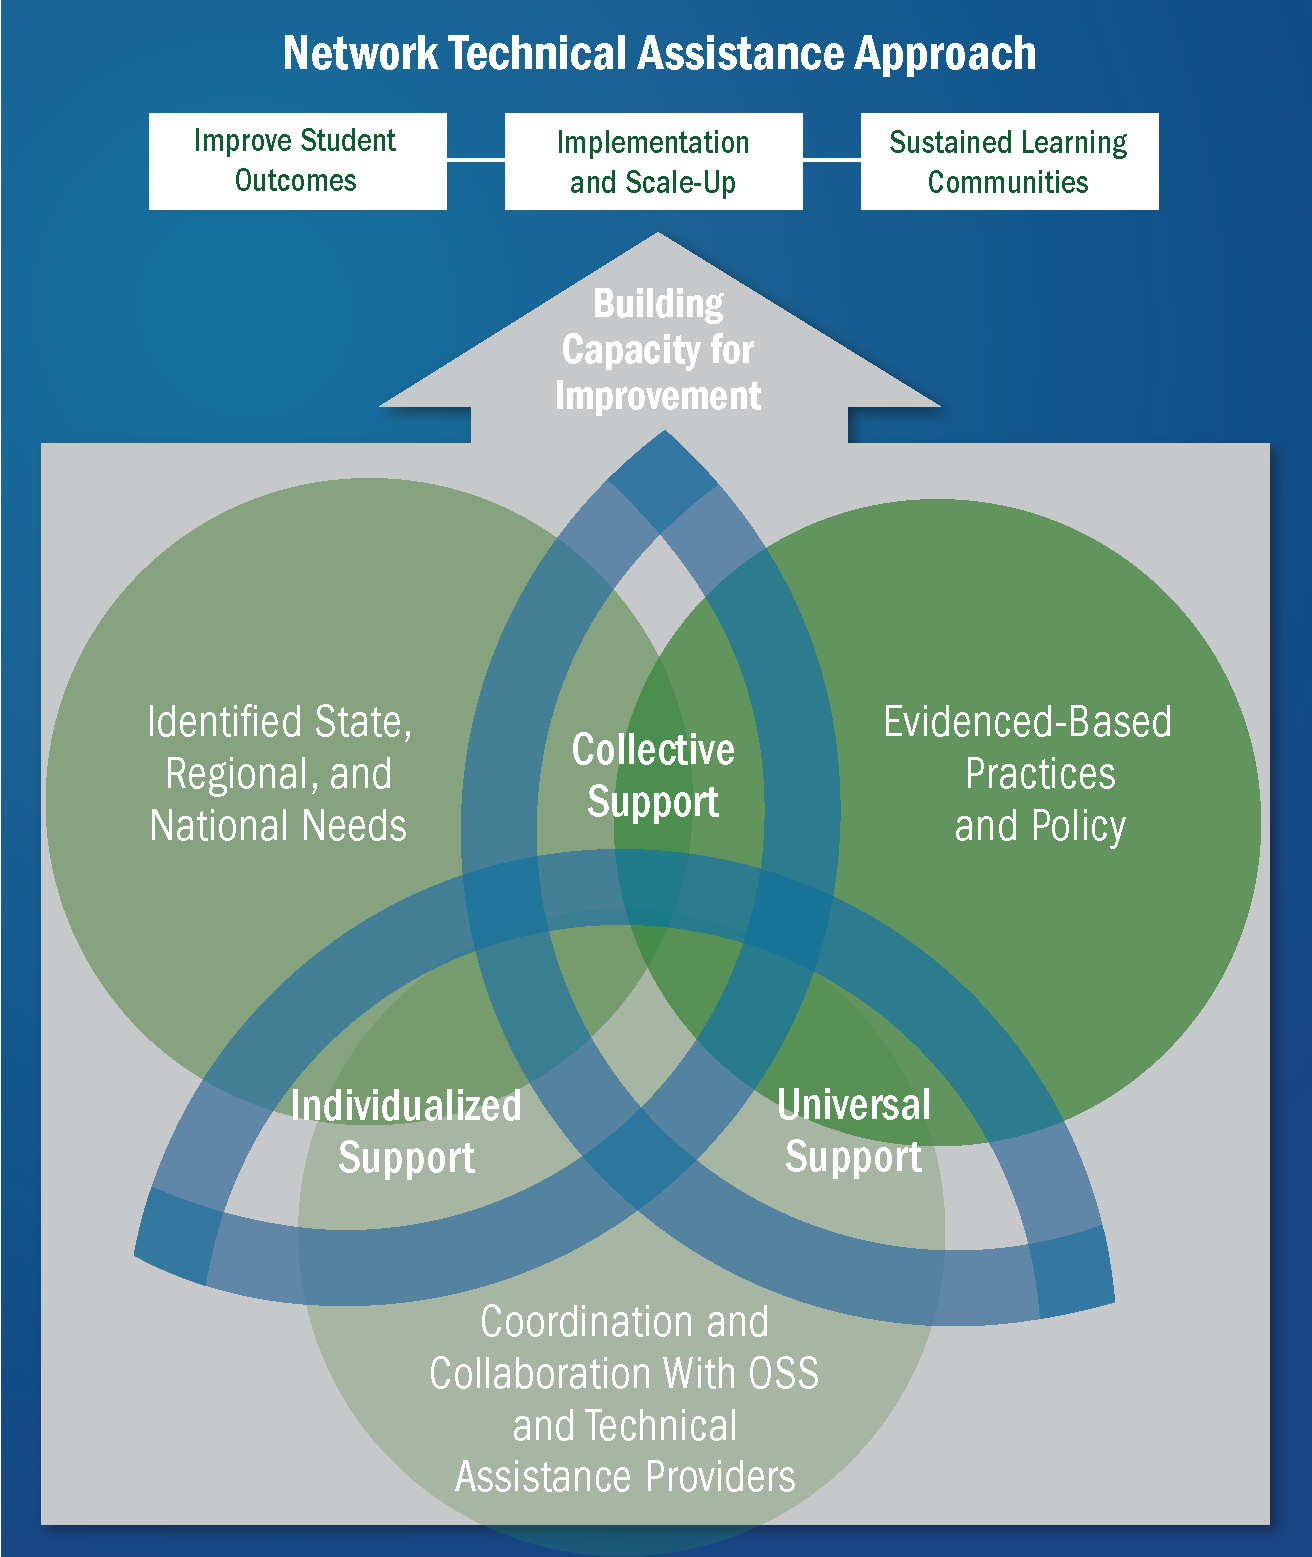 Network Technical Assistance Approach
Improve Student
Outcomes
Implementation
and Scale-Up
Sustained Learning
Communities
Building
Capacity for
Improvement
Identified State,
Regional, and
National Needs
Collective
Support
Evidenced-Based
Practices
and Policy
Individualized
Support
Universal
Support
Coordination and
Collaboration With OSS
and Technical
Assistance Providers